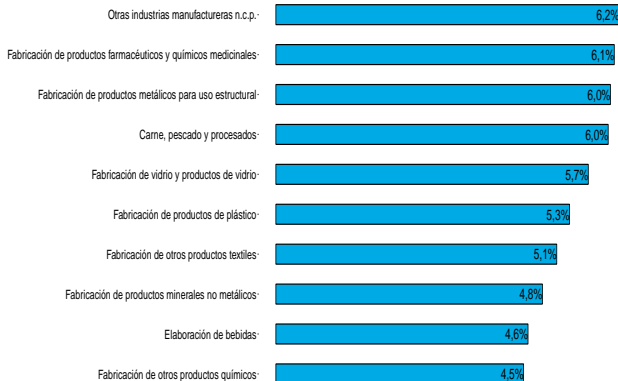 Otras industrias manufactureras n.c.p. 6,2%
Fabricación de productos farmacéuticos y químicos medicinales 6,1%
Fabricación de productos metálicos para uso estructural 6,0%
Carne, pescado y procesados 6,0%
Fabricación de vidrio y productos de vidrio 5,7%
Fabricación de productos de plástico 5,3%
Fabricación de otros productos textiles 5,1%
Fabricación de productos minerales no metálicos 4,8%
Elaboración de bebidas 4,6%
Fabricación de otros productos químicos 4,5%